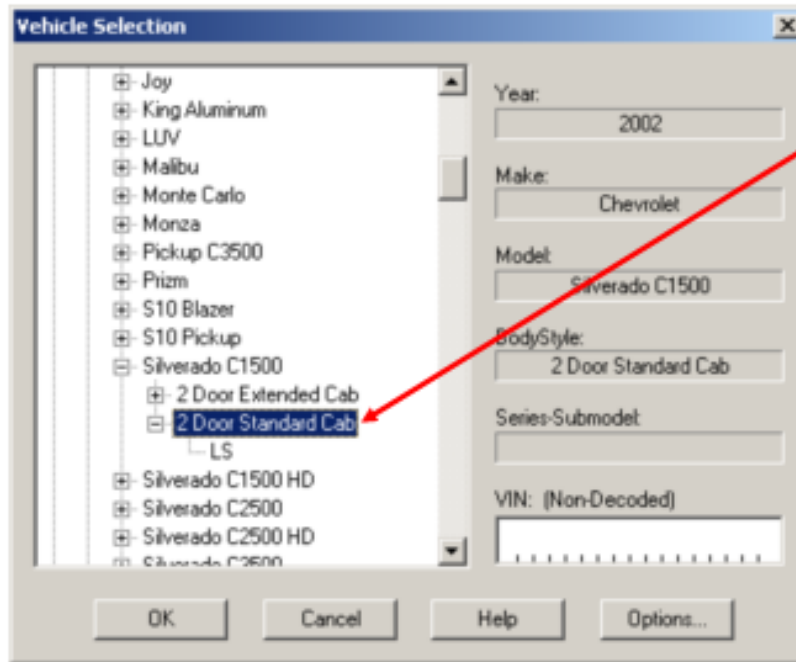 Vehicle Selection
Joy
King Aluminum
LUV
Malibu
Monte Carlo
Monza
Pickup C3500
Prizm
S10 Blazer
S10 Pickup
Silverado C1500
2 Door Extended Cab
2 Door Standard Cab
LS
Silverado C1500 HD
Silverado C2500
Silverado C2500 HD
Silverado C3500
Year:
2002
Make:
Chevrolet
Model:
Silverado C1500
BodyStyle:
2 Door Standard Cab
Series-Submodel:
VIN: (Non-Decoded)
OK
Cancel
Help
Options...